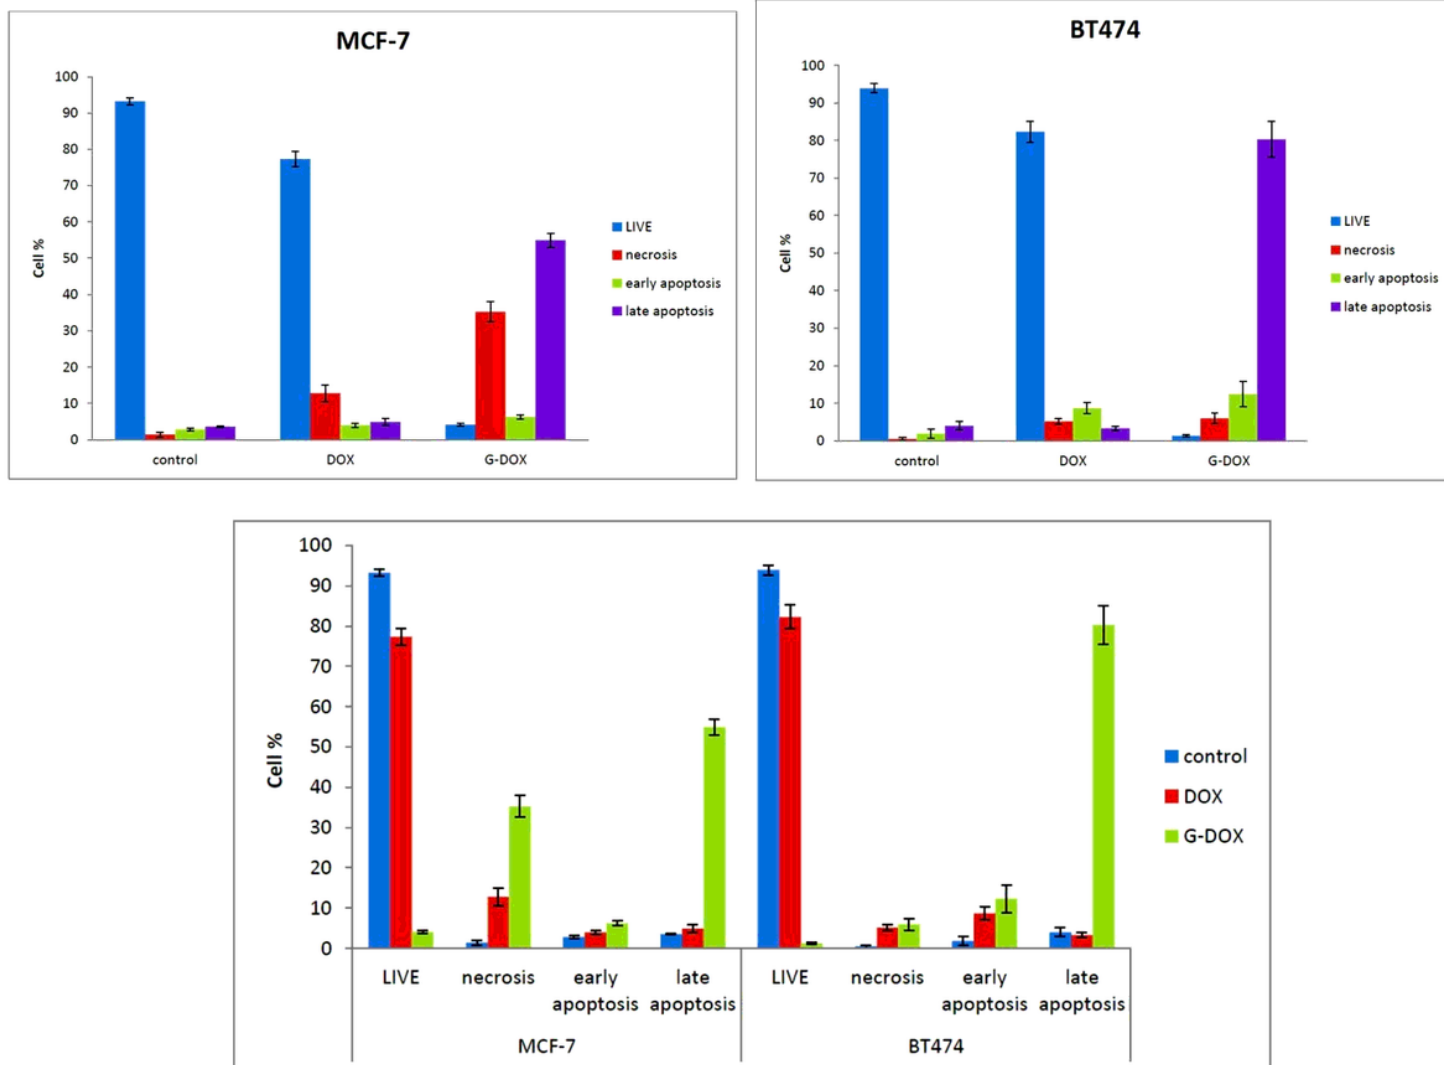 MCF-7
100
90
80
70
60
50
40
30
20
10
0
Cell %
control DOX G-DOX
LIVE
necrosis
early apoptosis
late apoptosis
BT474
100
90
80
70
60
50
40
30
20
10
0
Cell %
control DOX G-DOX
LIVE
necrosis
early apoptosis
late apoptosis
100
90
80
70
60
50
40
30
20
10
0
Cell %
LIVE necrosis early late LIVE necrosis early late
apoptosis apoptosis apoptosis apoptosis
MCF-7 BT474
control
DOX
G-DOX